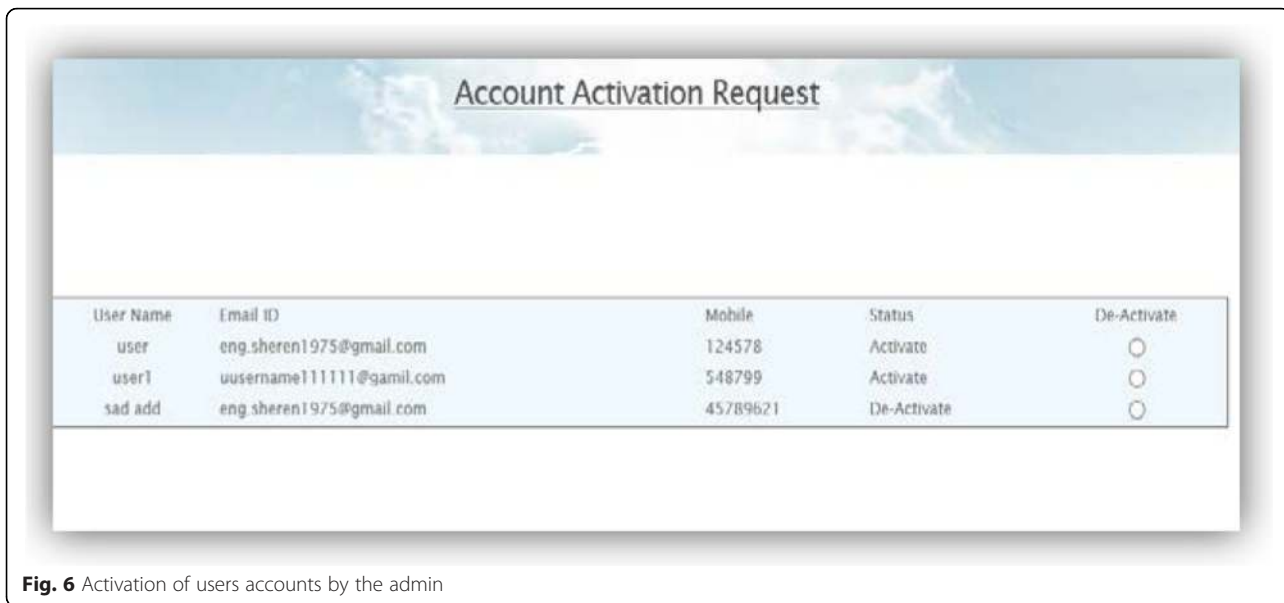 Account Activation Request
User Name Email ID Mobile Status De-Activate
user eng.sheren1975@gmail.com 124578 Activate
user1 uusername111111@gamil.com 548799 Activate
sad add eng.sheren1975@gmail.com 45789621 De-Activate
Fig. 6 Activation of users accounts by the admin